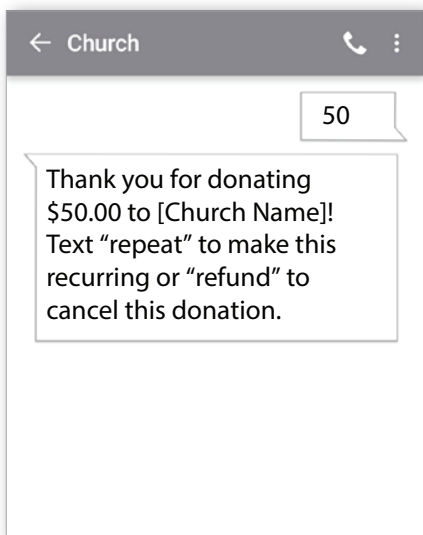 Church
50
Thank you for donating
$50.00 to [Church Name]!
Text “repeat” to make this
recurring or “refund” to
cancel this donation.